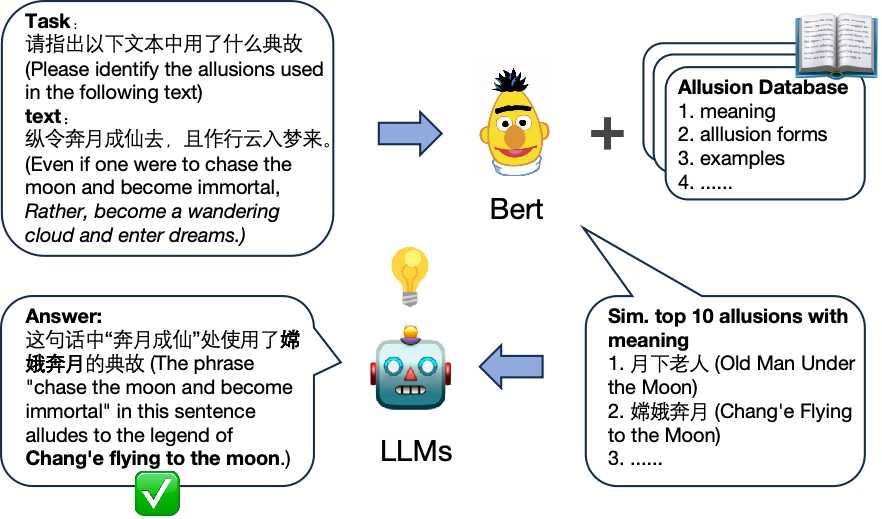 Task：
请指出以下文本中用了什么典故
(Please identify the allusions used
in the following text)
text：
纵令奔月成仙去，且作行云入梦来。
(Even if one were to chase the
moon and become immortal,
Rather, become a wandering
cloud and enter dreams.)
Bert
Allusion Database
1. meaning
2. alllusion forms
3. examples
4. ......
Sim. top 10 allusions with
meaning
1. 月下老人 (Old Man Under
the Moon)
2. 嫦娥奔月 (Chang'e Flying
to the Moon)
3. ......
LLMs
Answer:
这句话中“奔月成仙”处使用了嫦
娥奔月的典故 (The phrase
"chase the moon and become
immortal" in this sentence
alludes to the legend of
Chang'e flying to the moon.)